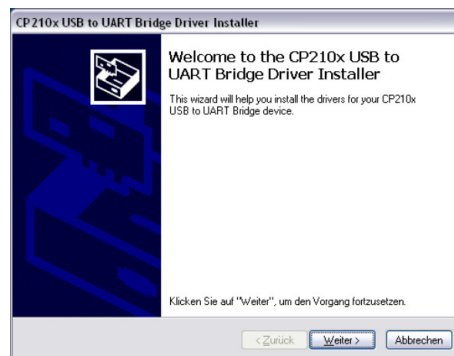 CP210x USB to UART Bridge Driver Installer
Welcome to the CP210x USB to
UART Bridge Driver Installer
This wizard will help you install the drivers for your CP210x
USB to UART Bridge device.
Klicken Sie auf "Weiter", um den Vorgang fortzusetzen.
< Zurück Weiter > Abbrechen